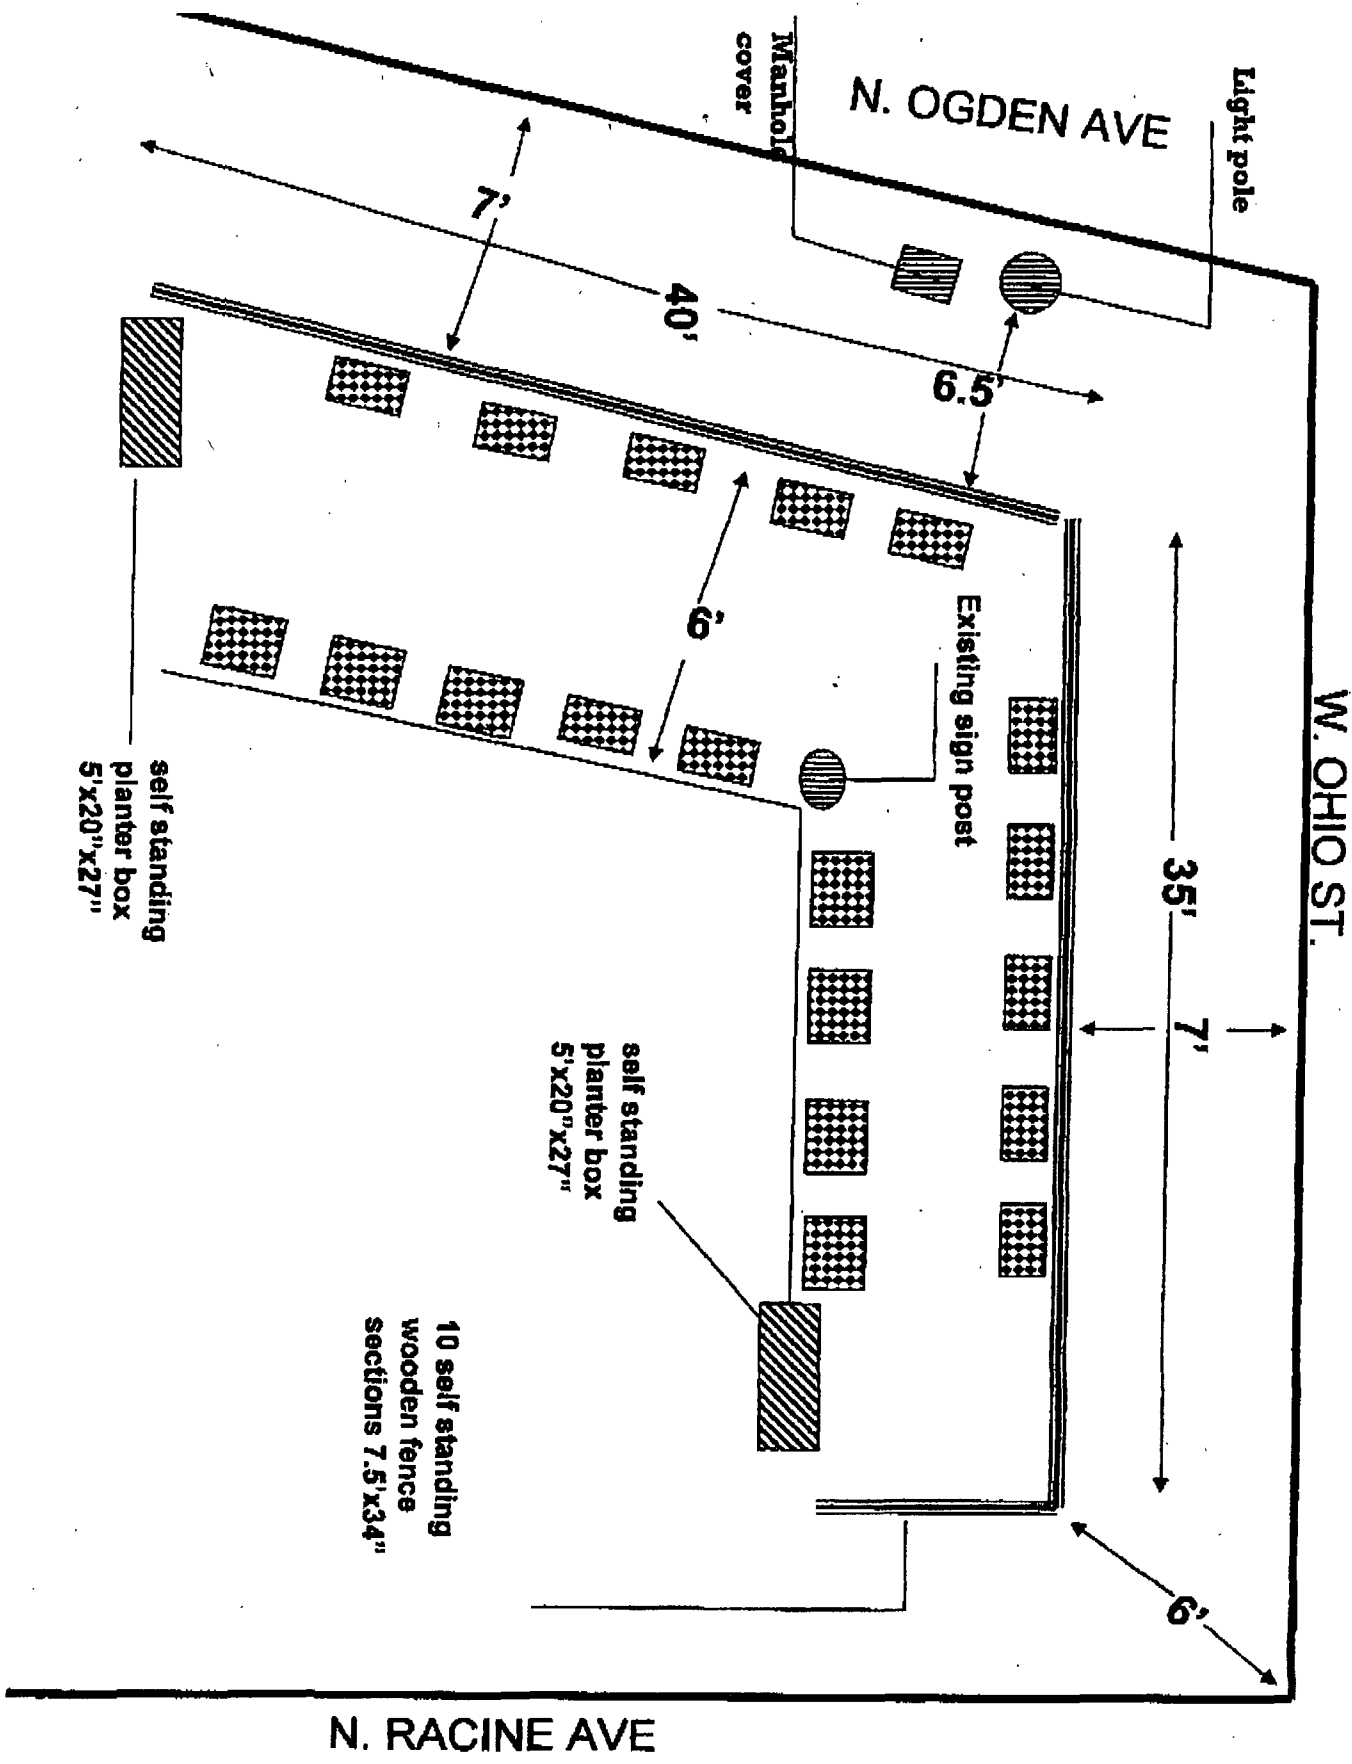 N. OGDEN AVE
Light pole
Manhole
cover
7'
40'
6.5'
6'
Existing sign post
W. OHIO ST.
35'
7'
self standing
planter box
5'x20"x27"
self standing
planter box
5'x20"x27"
10 self standing
wooden fence
sections 7.5'x34"
6'
N. RACINE AVE